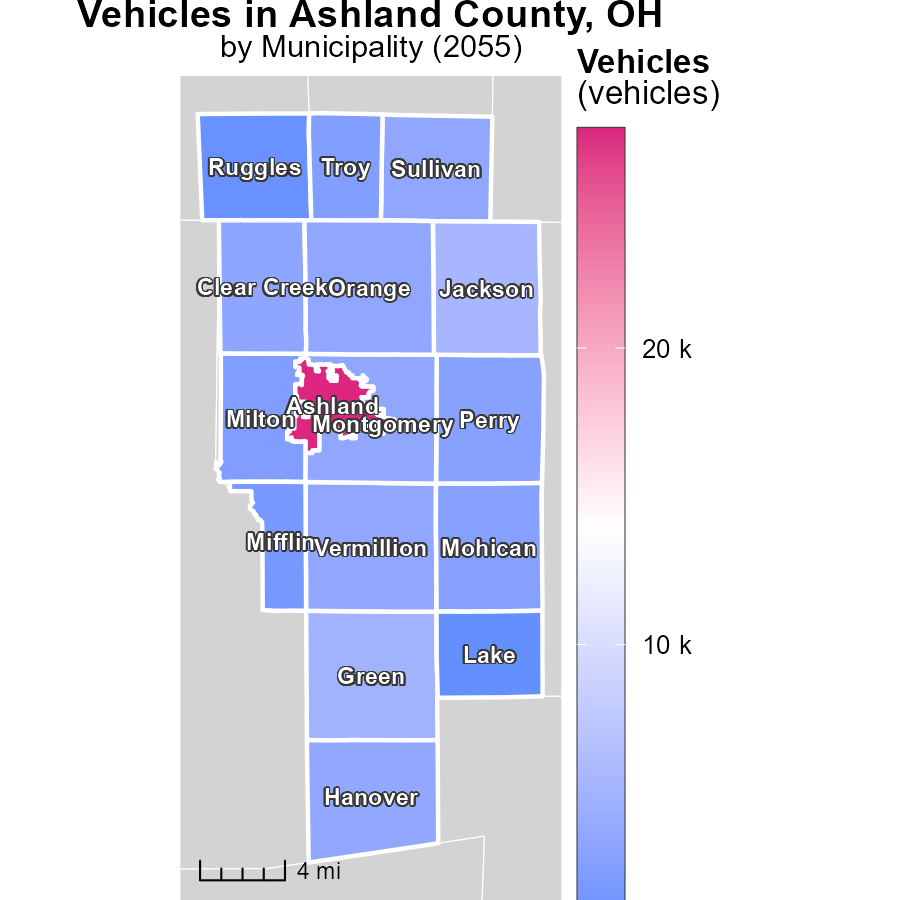 Vehicles in Ashland County, OH
by Municipality (2055)
Vehicles
(vehicles)
Ruggles
Troy
Sullivan
Clear Creek
Orange
Jackson
20 k
Ashland
Milton
Montgomery
Perry
Mifflin
Vermillion
Mohican
10 k
Lake
Green
Hanover
4 mi